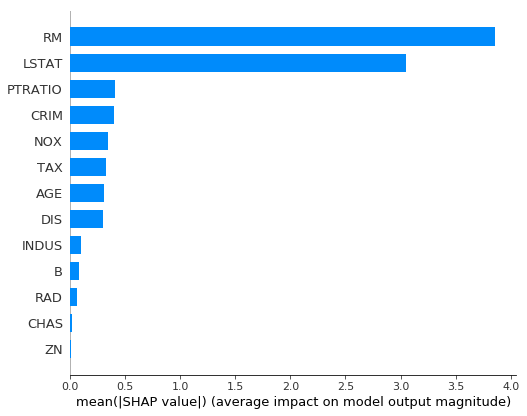 RM
LSTAT
PTRATIO
CRIM
NOX
TAX
AGE
DIS
INDUS
B
RAD
CHAS
ZN
0.0 0.5 1.0 1.5 2.0 2.5 3.0 3.5 4.0
mean(|SHAP value|) (average impact on model output magnitude)